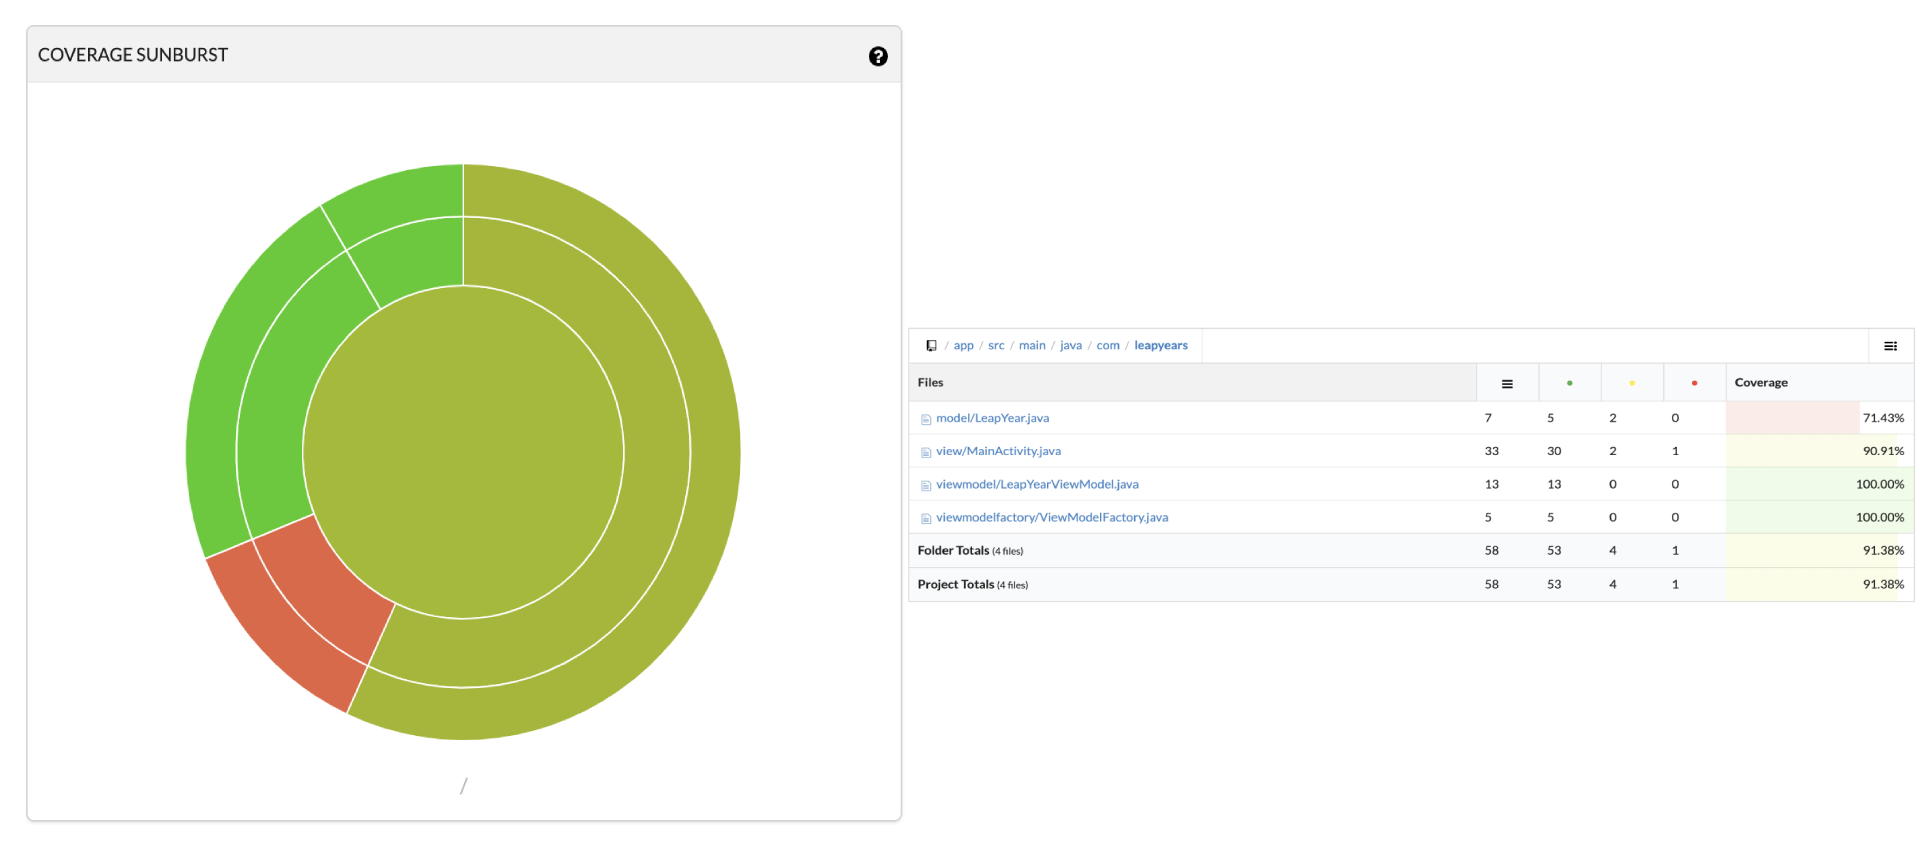 COVERAGE SUNBURST
/
/ app / src / main / java / com / leapyears
Files Coverage
model/LeapYear.java 7 5 2 0 71.43%
view/MainActivity.java 33 30 2 1 90.91%
viewmodel/LeapYearViewModel.java 13 13 0 0 100.00%
viewmodelfactory/ViewModelFactory.java 5 5 0 0 100.00%
Folder Totals (4 files) 58 53 4 1 91.38%
Project Totals (4 files) 58 53 4 1 91.38%